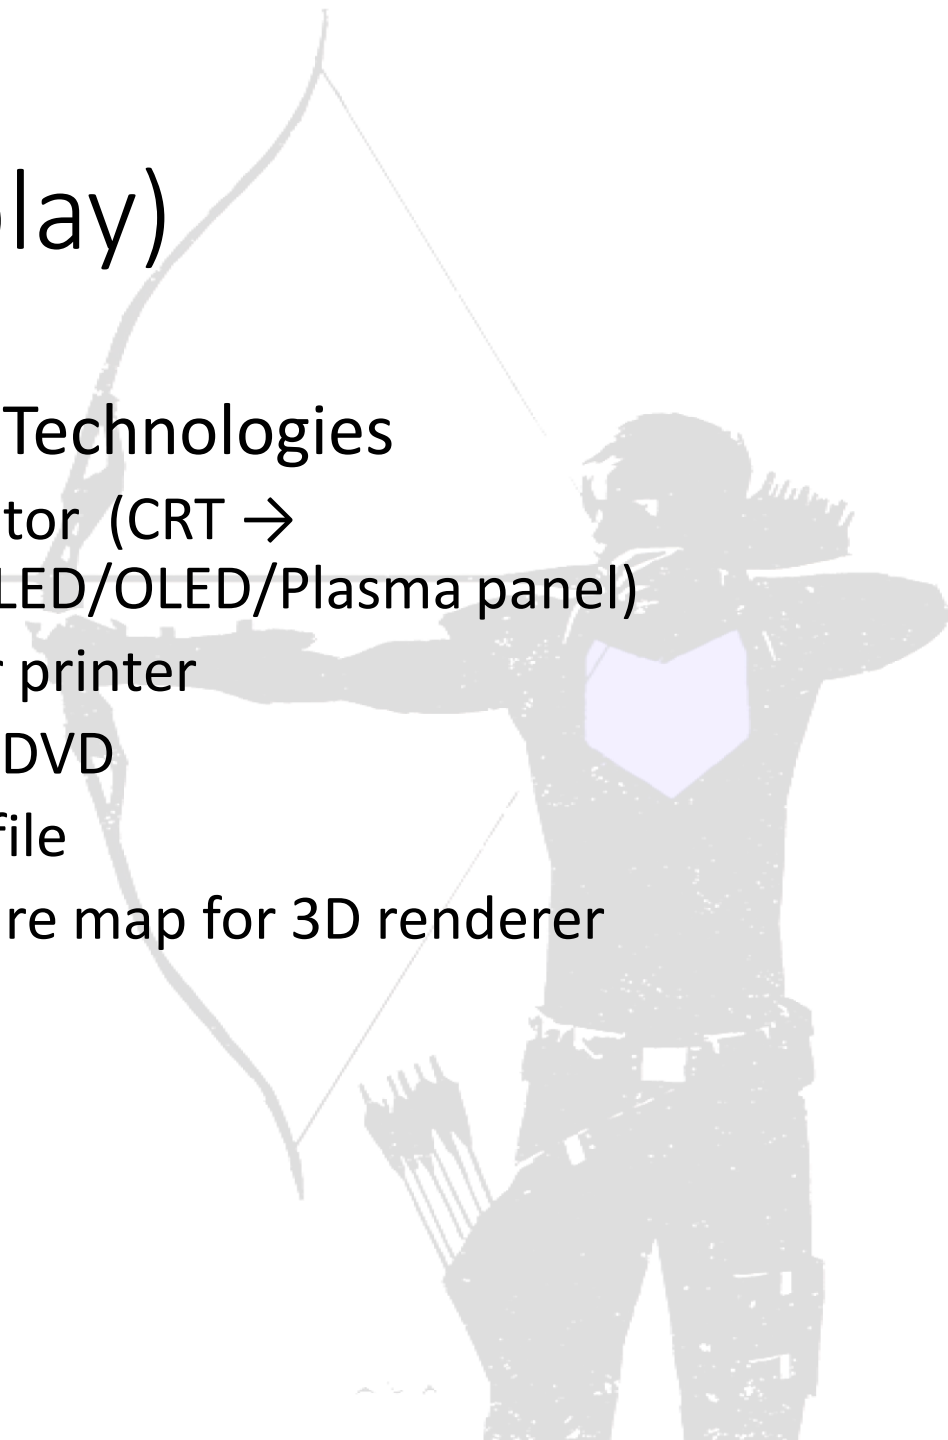 lay)
Technologies
tor (CRT →
LED/OLED/Plasma panel)
r printer
DVD
file
re map for 3D renderer